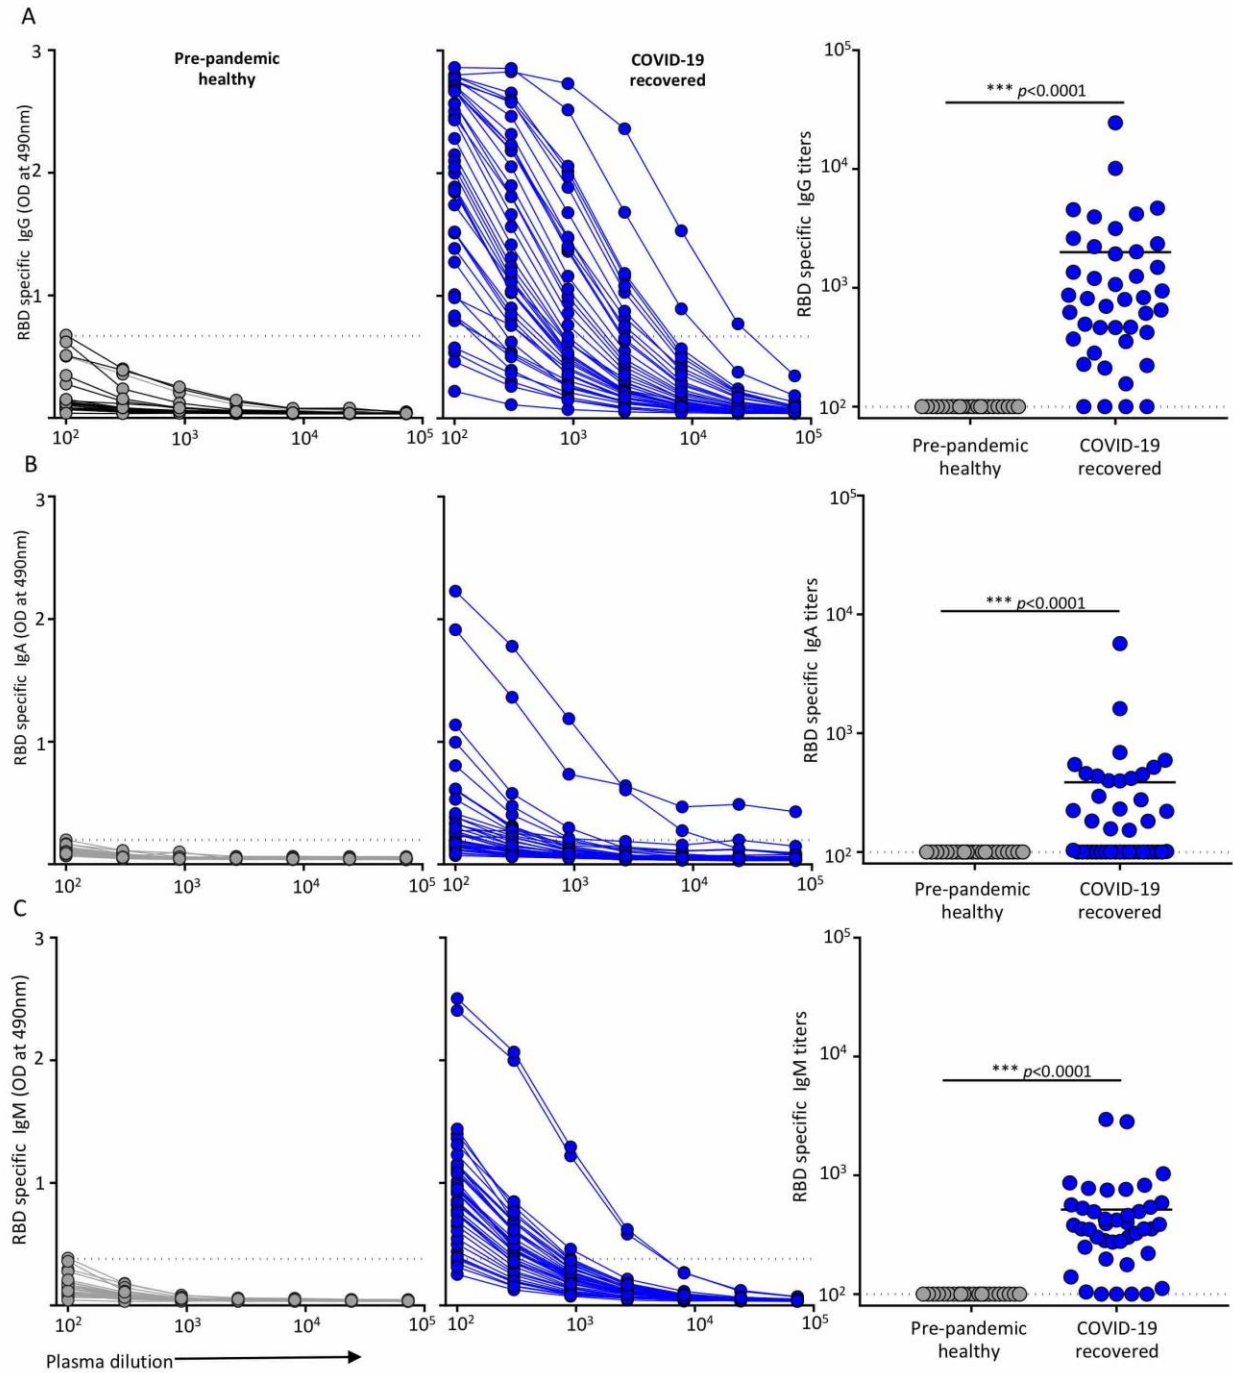 A
Pre-pandemic
healthy
COVID-19
recovered
RBD specific IgG (OD at 490nm)
3
2
1
10²
10³
10⁴
10⁵
10²
10³
10⁴
10⁵
RBD specific IgG titers
10⁵
10⁴
10³
10²
*** p<0.0001
Pre-pandemic
healthy
COVID-19
recovered
B
RBD specific IgA (OD at 490nm)
3
2
1
10²
10³
10⁴
10⁵
10²
10³
10⁴
10⁵
RBD specific IgA titers
10⁵
10⁴
10³
10²
*** p<0.0001
Pre-pandemic
healthy
COVID-19
recovered
C
RBD specific IgM (OD at 490nm)
3
2
1
10²
10³
10⁴
10⁵
10²
10³
10⁴
10⁵
RBD specific IgM titers
10⁵
10⁴
10³
10²
*** p<0.0001
Pre-pandemic
healthy
COVID-19
recovered
Plasma dilution